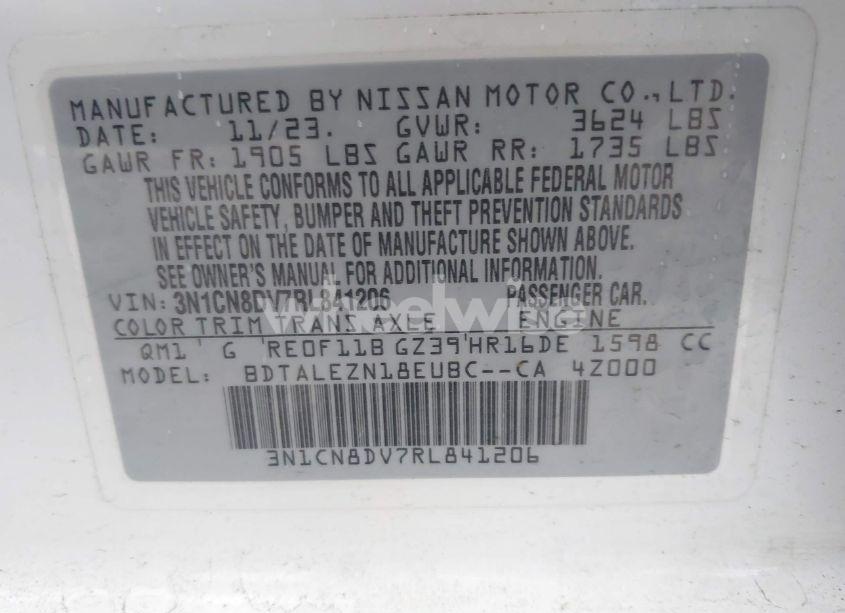 MANUFACTURED BY NISSAN MOTOR CO.,LTD.
DATE: 11/23. GVWR: 3624 LBS
GAWR FR: 1905 LBS GAWR RR: 1735 LBS
THIS VEHICLE CONFORMS TO ALL APPLICABLE FEDERAL MOTOR
VEHICLE SAFETY, BUMPER AND THEFT PREVENTION STANDARDS
IN EFFECT ON THE DATE OF MANUFACTURE SHOWN ABOVE.
SEE OWNER'S MANUAL FOR ADDITIONAL INFORMATION.
VIN: 3N1CN8DV7RL841206 PASSENGER CAR.
COLOR TRIM TRANS AXLE ENGINE
QM1 G RE0F11B GZ39 HR16DE 1598 CC
MODEL: BDTALEZN18EUBC--CA 4Z000
3N1CN8DV7RL841206